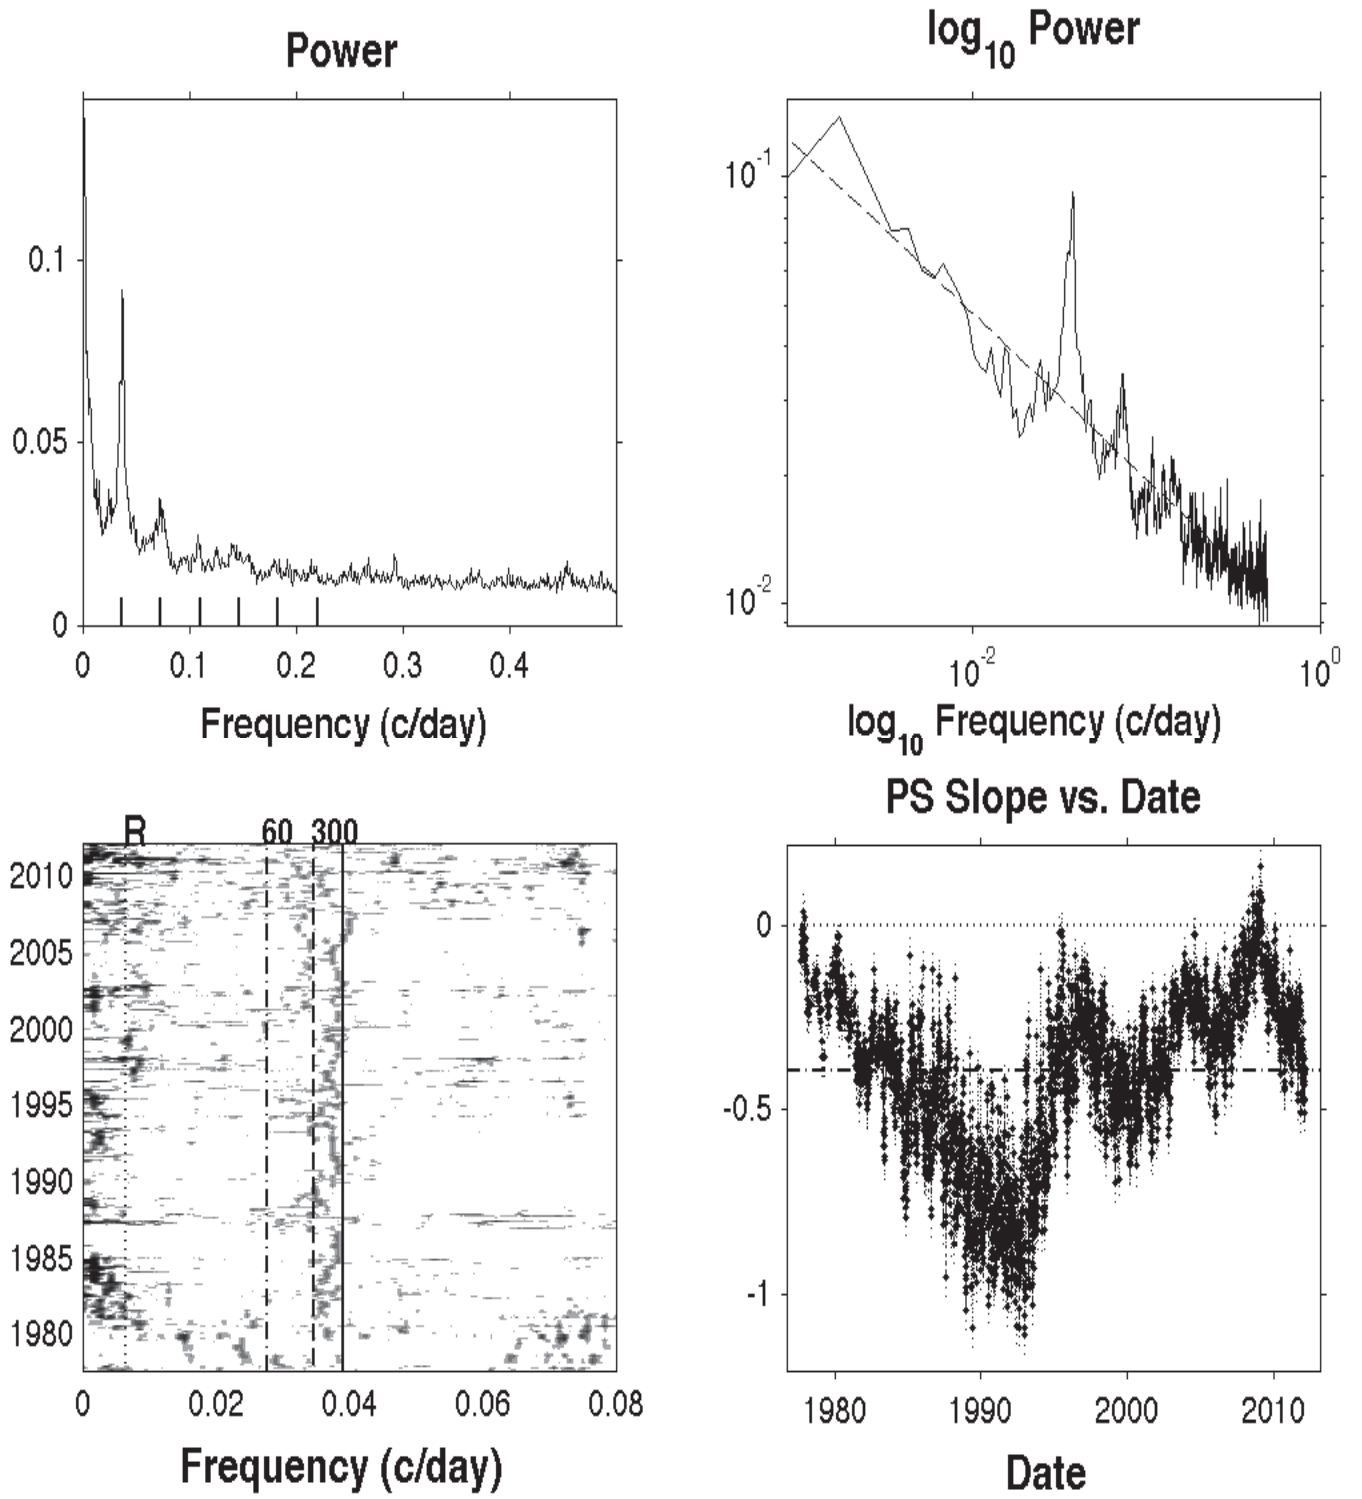 Power
0.1
0.05
0
0 0.1 0.2 0.3 0.4
Frequency (c/day)
log10 Power
10-1
10-2
10-2 100
log10 Frequency (c/day)
R 60 300
2010
2005
2000
1995
1990
1985
1980
0 0.02 0.04 0.06 0.08
Frequency (c/day)
PS Slope vs. Date
0
-0.5
-1
1980 1990 2000 2010
Date